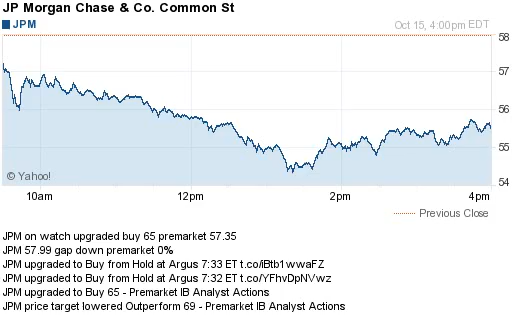 JP Morgan Chase & Co. Common St
JPM
Oct 15, 4:00pm EDT
58
57
56
55
54
© Yahoo!
10am
12pm
2pm
4pm
Previous Close
JPM on watch upgraded buy 65 premarket 57.35
JPM 57.99 gap down premarket 0%
JPM upgraded to Buy from Hold at Argus 7:33 ET t.co/iBtb1wwaFZ
JPM upgraded to Buy from Hold at Argus 7:32 ET t.co/YFhvDpNVwz
JPM upgraded to Buy 65 - Premarket IB Analyst Actions
JPM price target lowered Outperform 69 - Premarket IB Analyst Actions